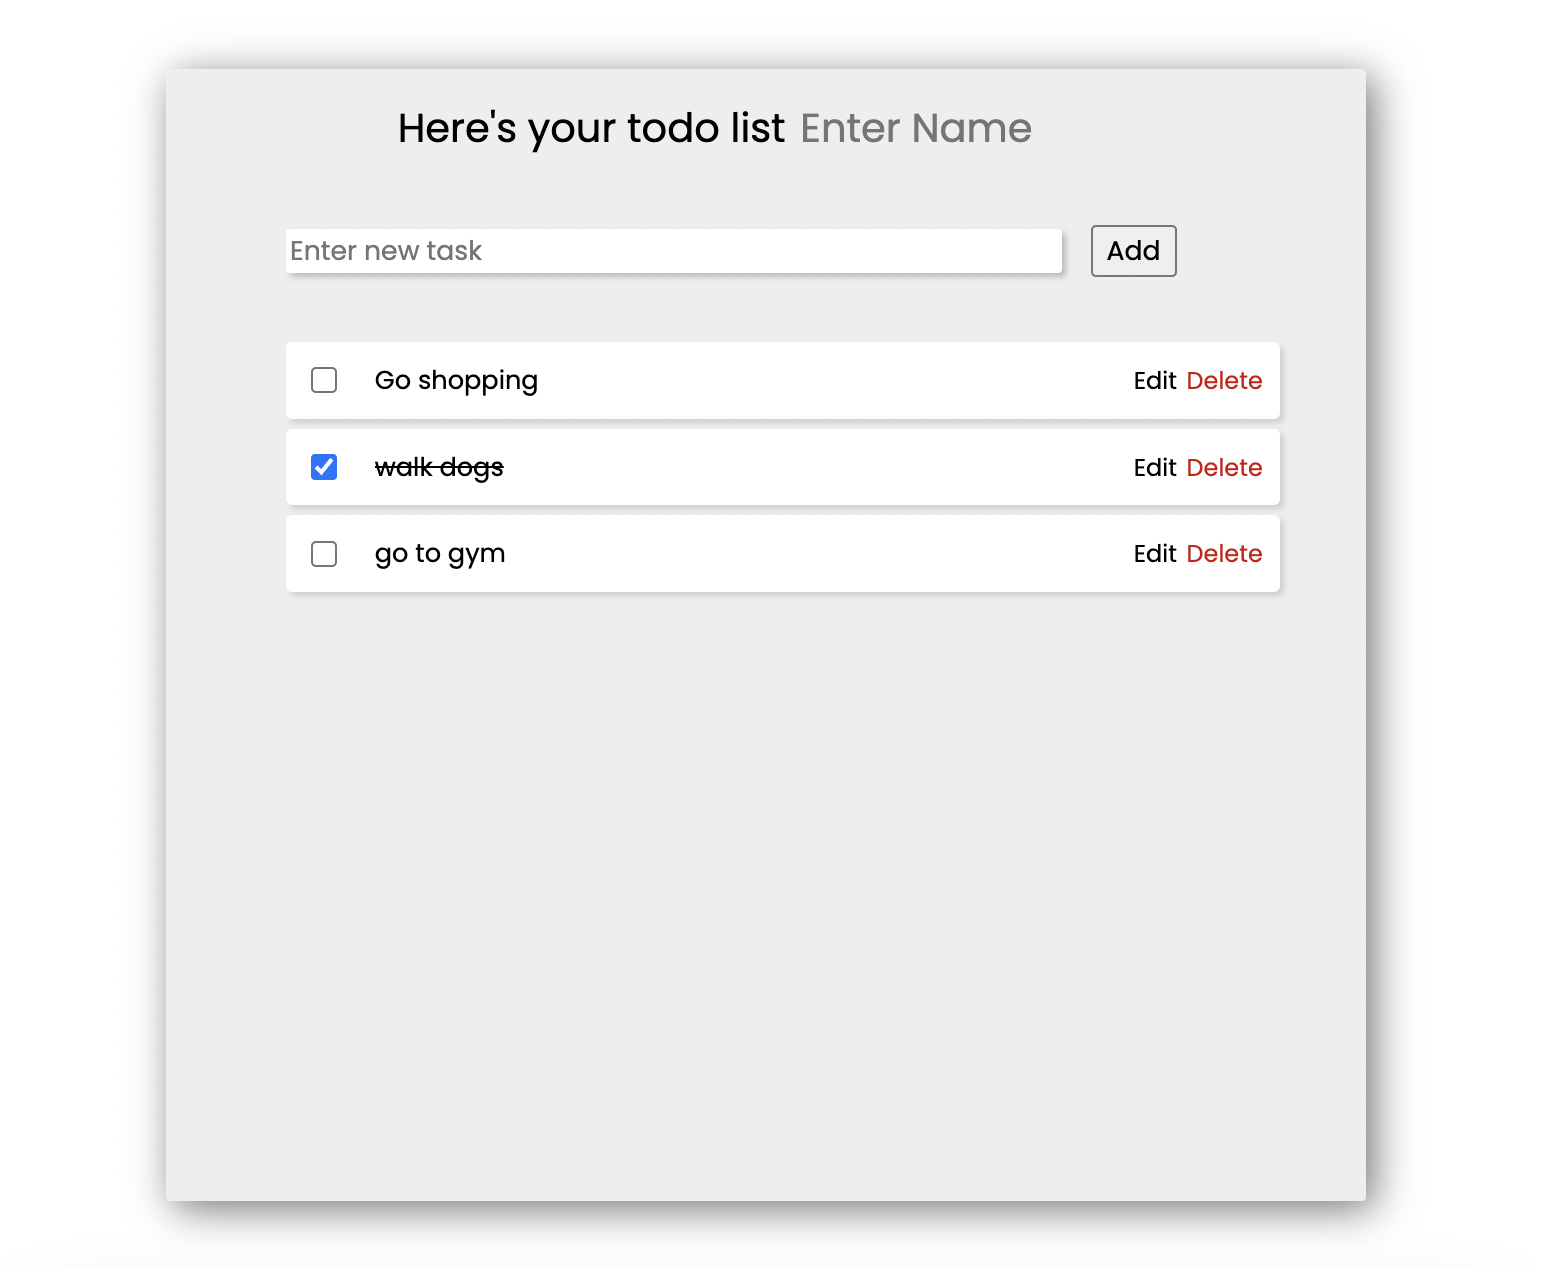 Here's your todo list Enter Name
Enter new task Add
Go shopping Edit Delete
walk dogs Edit Delete
go to gym Edit Delete